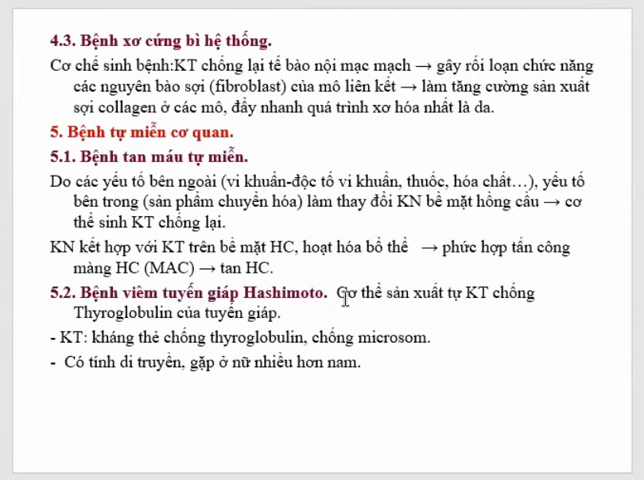 4.3. Bệnh xơ cứng bì hệ thống.
Cơ chế sinh bệnh:KT chống lại tế bào nội mạc mạch → gây rối loạn chức năng
các nguyên bào sợi (fibroblast) của mô liên kết → làm tăng cường sản xuất
sợi collagen ở các mô, đẩy nhanh quá trình xơ hóa nhất là da.
5. Bệnh tự miễn cơ quan.
5.1. Bệnh tan máu tự miễn.
Do các yếu tố bên ngoài (vi khuẩn-độc tố vi khuẩn, thuốc, hóa chất…), yếu tố
bên trong (sản phẩm chuyển hóa) làm thay đổi KN bề mặt hồng cầu → cơ
thể sinh KT chống lại.
KN kết hợp với KT trên bề mặt HC, hoạt hóa bổ thể → phức hợp tấn công
màng HC (MAC) → tan HC.
5.2. Bệnh viêm tuyến giáp Hashimoto. Cơ thể sản xuất tự KT chống
Thyroglobulin của tuyến giáp.
- KT: kháng thẻ chống thyroglobulin, chống microsom.
- Có tính di truyền, gặp ở nữ nhiều hơn nam.